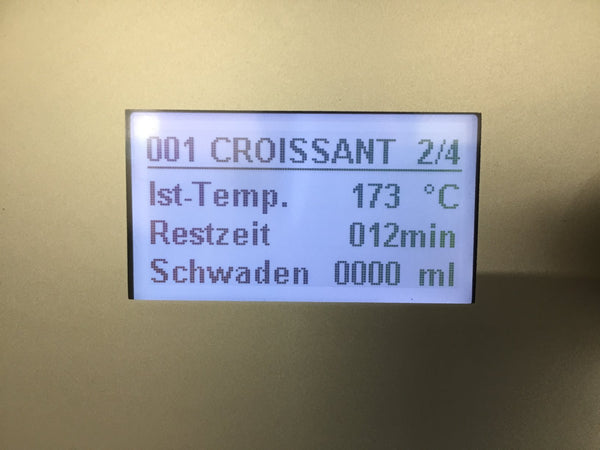 001 CROISSANT 2/4
Ist-Temp. 173 °C
Restzeit 012min
Schwaden 0000 ml